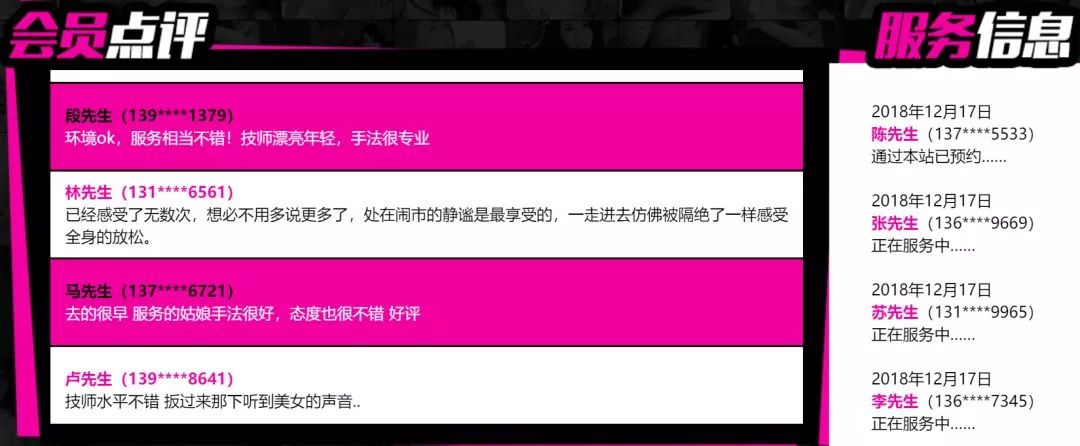 会员点评
段先生（139****1379）
环境ok，服务相当不错！技师漂亮年轻，手法很专业
林先生（131****6561）
已经感受了无数次，想必不用多说更多了，处在闹市的静谧是最享受的，一走进去仿佛被隔绝了一样感受
全身的放松。
马先生（137****6721）
去的很早 服务的姑娘手法很好，态度也很不错 好评
卢先生（139****8641）
技师水平不错 扳过来那下听到美女的声音..
服务信息
2018年12月17日
陈先生（137****5533）
通过本站已预约......
2018年12月17日
张先生（136****9669）
正在服务中......
2018年12月17日
苏先生（131****9965）
正在服务中......
2018年12月17日
李先生（136****7345）
正在服务中......